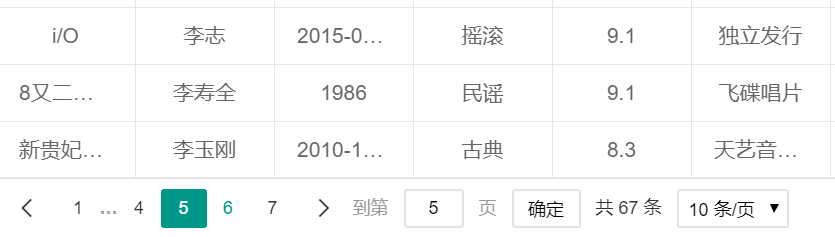 i/O 李志 2015-0... 摇滚 9.1 独立发行
8又二... 李寿全 1986 民谣 9.1 飞碟唱片
新贵妃... 李玉刚 2010-1... 古典 8.3 天艺音...
1 ... 4 5 6 7 到第 5 页 确定 共 67 条 10 条/页